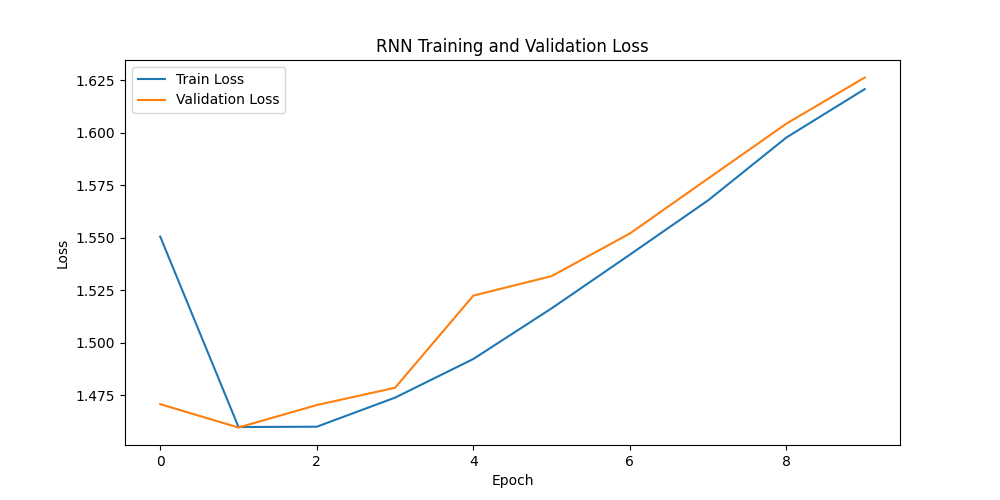 RNN Training and Validation Loss
Train Loss
Validation Loss
1.625
1.600
1.575
1.550
1.525
1.500
1.475
Loss
0
2
4
6
8
Epoch